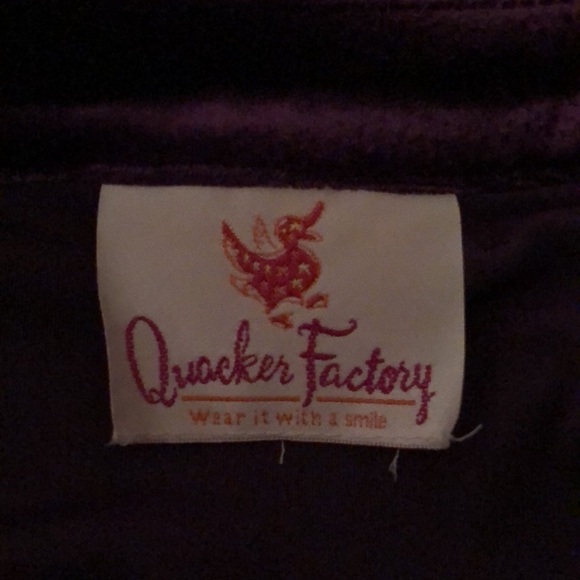 Quacker Factory
Wear it with a smile